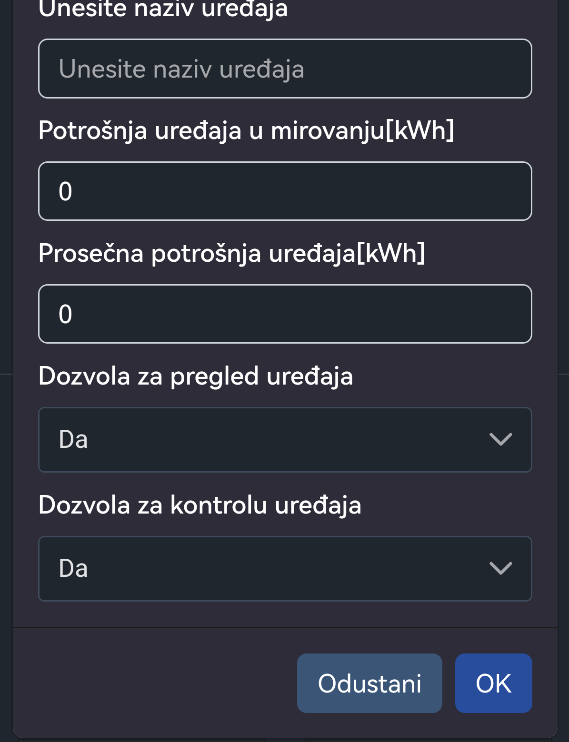 Unesite naziv uređaja
Unesite naziv uređaja
Potrošnja uređaja u mirovanju[kWh]
0
Prosečna potrošnja uređaja[kWh]
0
Dozvola za pregled uređaja
Da
Dozvola za kontrolu uređaja
Da
Odustani OK